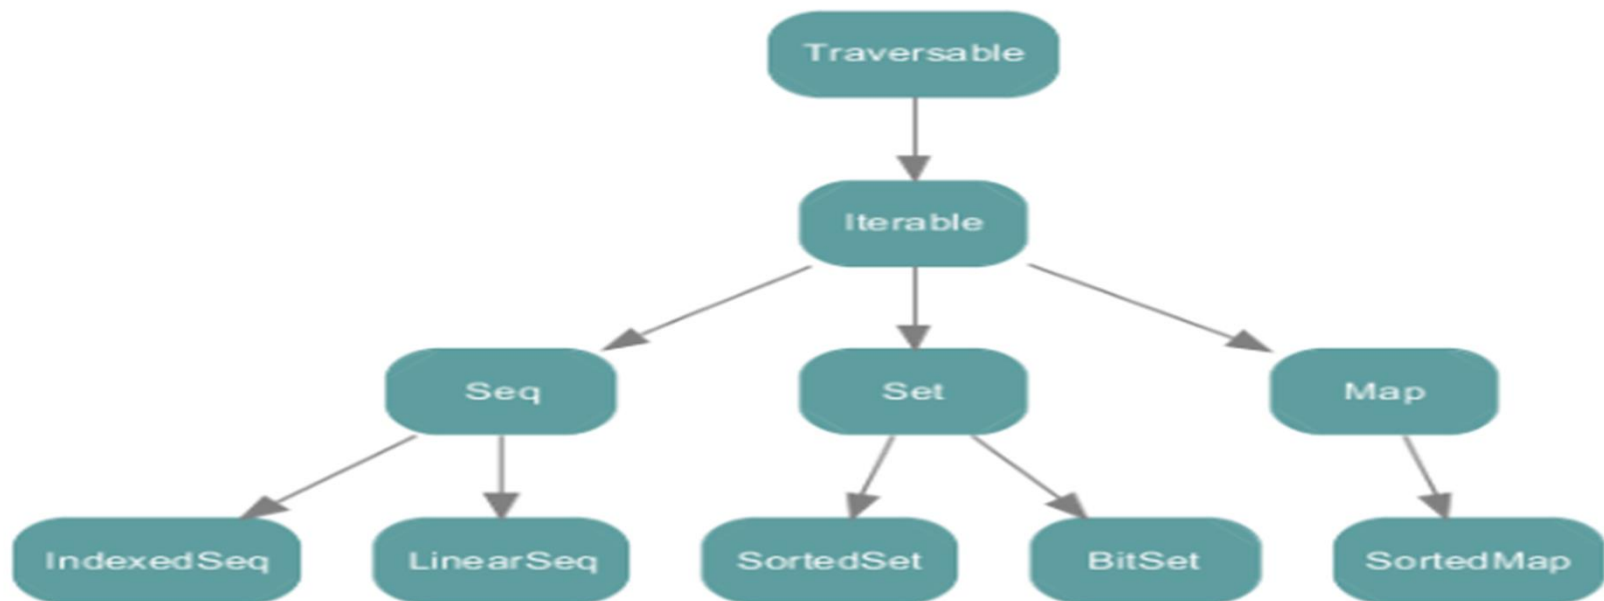 Traversable
Iterable
Seq
Set
Map
IndexedSeq
LinearSeq
SortedSet
BitSet
SortedMap